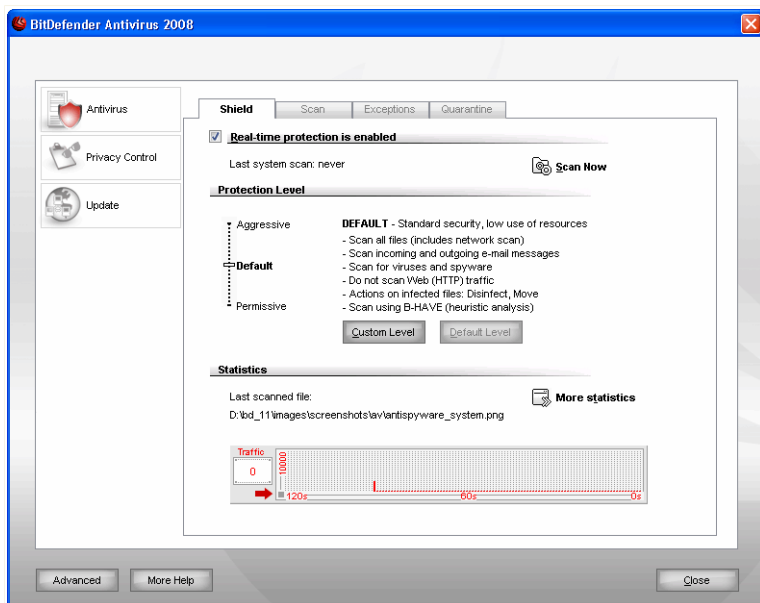 BitDefender Antivirus 2008
Antivirus
Privacy Control
Update
Shield
Scan
Exceptions
Quarantine
Real-time protection is enabled
Last system scan: never
Scan Now
Protection Level
Aggressive
Default
Permissive
DEFAULT - Standard security, low use of resources
- Scan all files (includes network scan)
- Scan incoming and outgoing e-mail messages
- Scan for viruses and spyware
- Do not scan Web (HTTP) traffic
- Actions on infected files: Disinfect, Move
- Scan using B-HAVE (heuristic analysis)
Custom Level
Default Level
Statistics
Last scanned file:
More statistics
D:\bd_11\images\screenshots\av\antispyware_system.png
Traffic
0
10000
120s
60s
0s
Advanced
More Help
Close